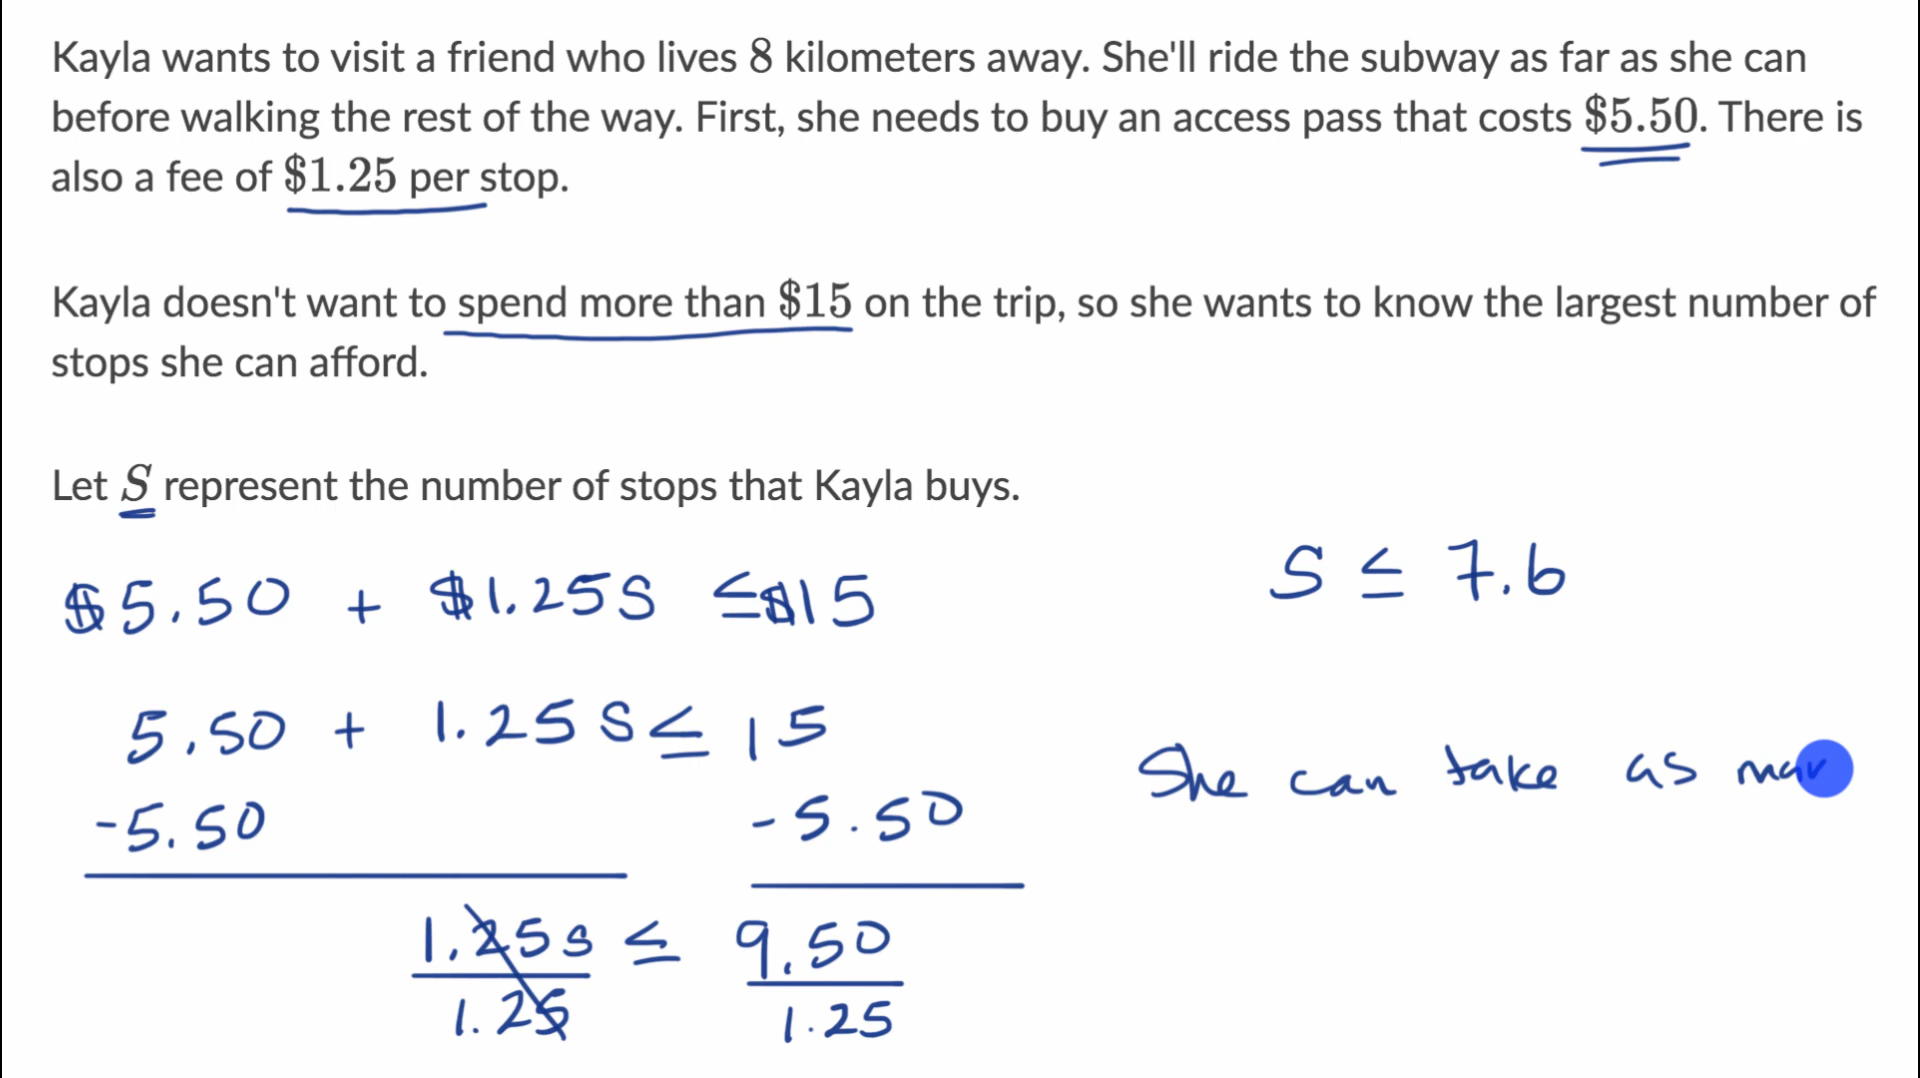 Kayla wants to visit a friend who lives 8 kilometers away. She'll ride the subway as far as she can
before walking the rest of the way. First, she needs to buy an access pass that costs $5.50. There is
also a fee of $1.25 per stop.
Kayla doesn't want to spend more than $15 on the trip, so she wants to know the largest number of
stops she can afford.
Let S represent the number of stops that Kayla buys.
$5.50 + $1.25S ≤ $15
5.50 + 1.25S ≤ 15
-5.50 -5.50
1.25s ≤ 9.50
1.25 1.25
S ≤ 7.6
She can take as